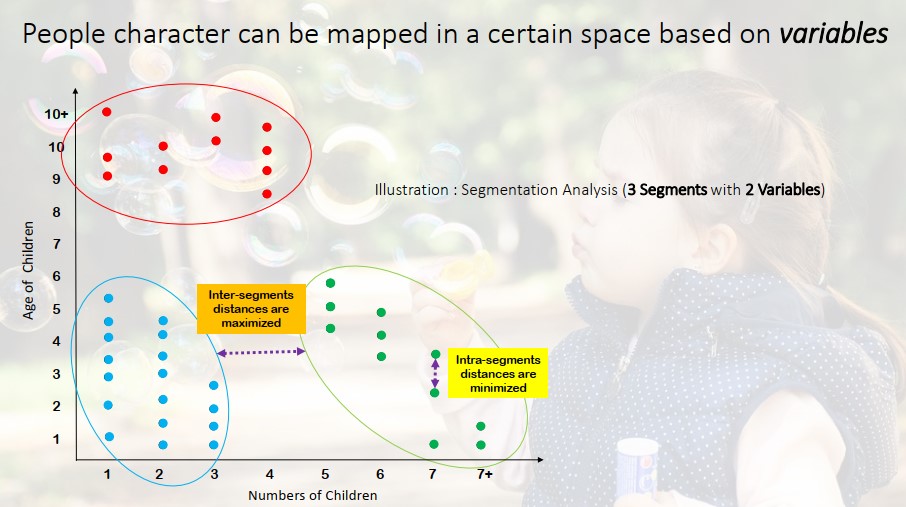 People character can be mapped in a certain space based on variables
Illustration : Segmentation Analysis (3 Segments with 2 Variables)
Age of Children
10+
10
9
8
7
6
5
4
3
2
1
Inter-segments
distances are
maximized
Intra-segments
distances are
minimized
1 2 3 4 5 6 7 7+
Numbers of Children